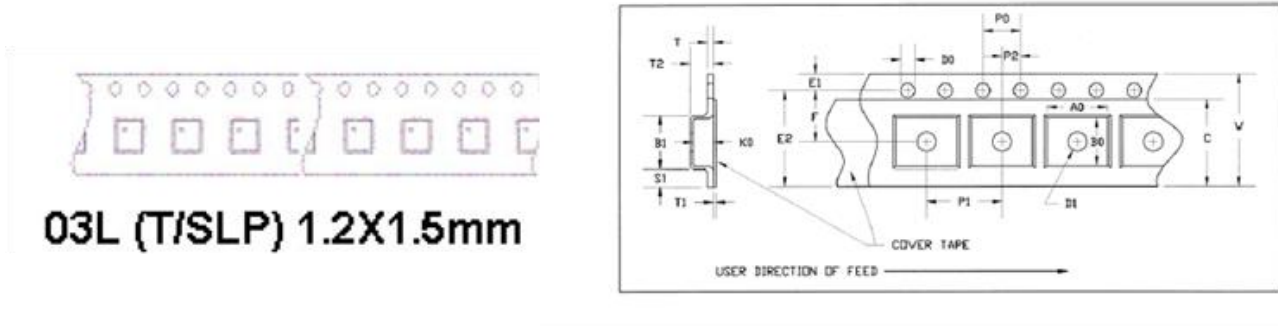 03L (T/SLP) 1.2X1.5mm
P0
T
T2
D0
P2
E1
F
A0
E2
B1
K0
B0
C
W
S1
T1
P1
D1
COVER TAPE
USER DIRECTION OF FEED